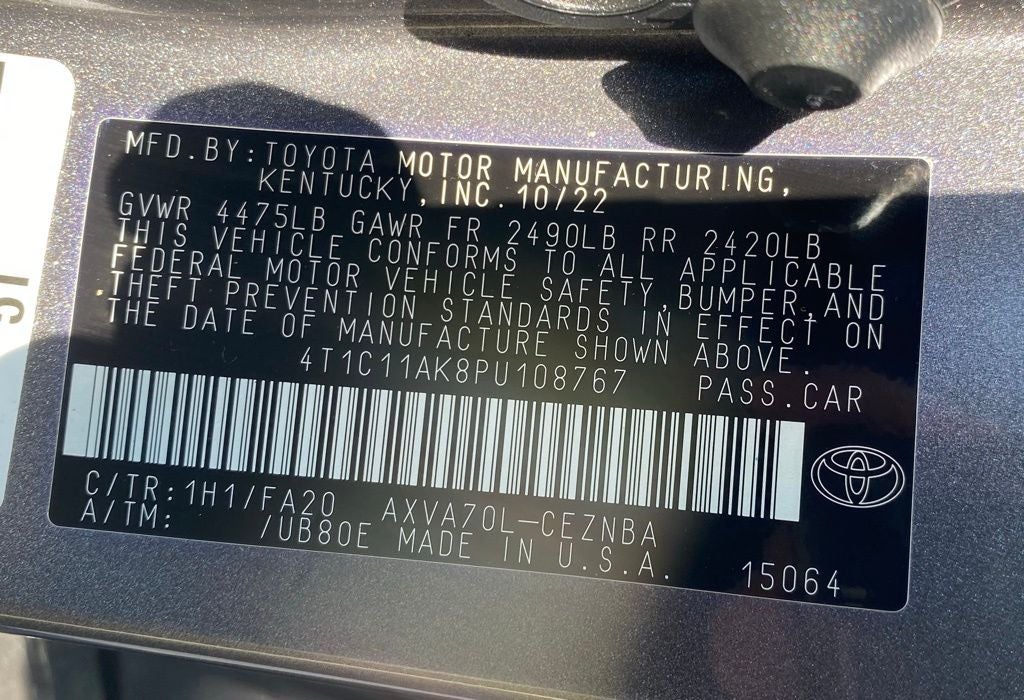 MFD.BY:TOYOTA MOTOR MANUFACTURING,
KENTUCKY,INC. 10/22
GVWR 4475LB GAWR FR 2490LB RR 2420LB
THIS VEHICLE CONFORMS TO ALL APPLICABLE
FEDERAL MOTOR VEHICLE SAFETY,BUMPER,AND
THEFT PREVENTION STANDARDS IN EFFECT ON
THE DATE OF MANUFACTURE SHOWN ABOVE.
4T1C11AK8PU108767 PASS.CAR
C/TR:1H1/FA20 AXVA70L-CEZNBA
A/TM: /UB80E MADE IN U.S.A. 15064